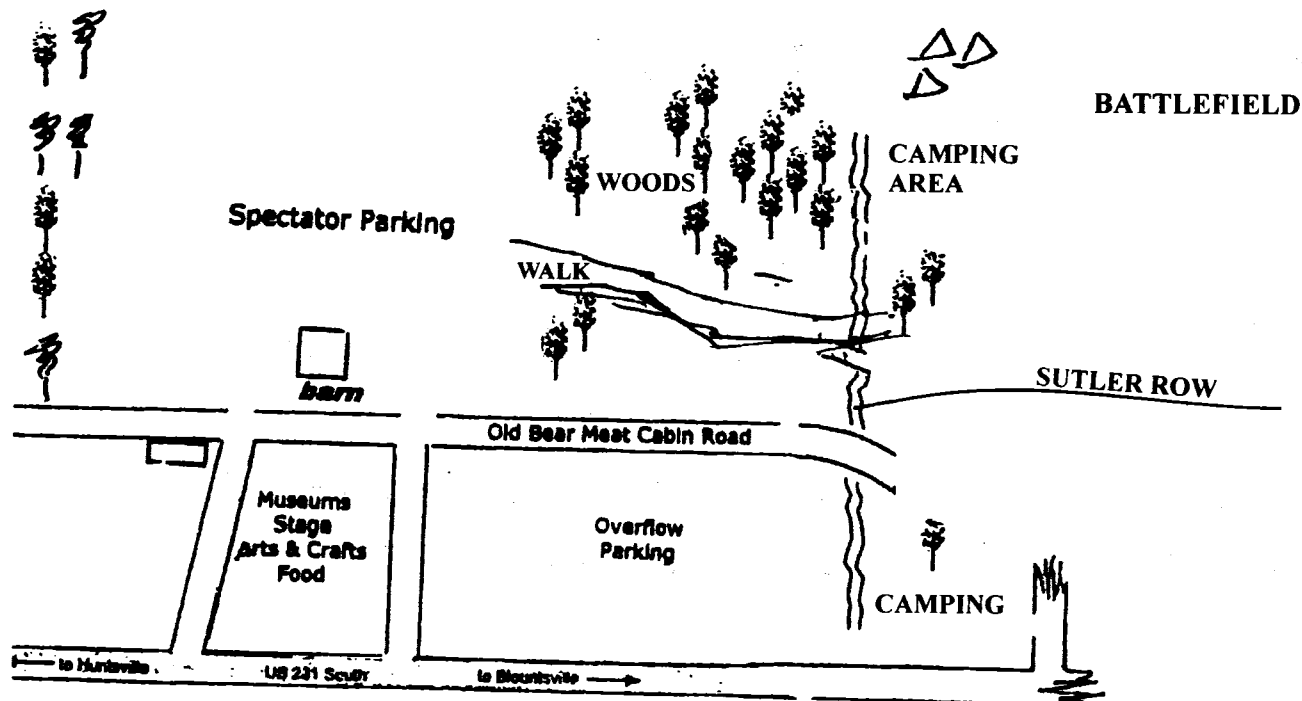 BATTLEFIELD
CAMPING
AREA
WOODS
Spectator Parking
WALK
SUTLER ROW
barn
Old Bear Meat Cabin Road
Museums
Stage
Arts & Crafts
Food
Overflow
Parking
CAMPING
to Huntsville
US 231 South
to Blountsville